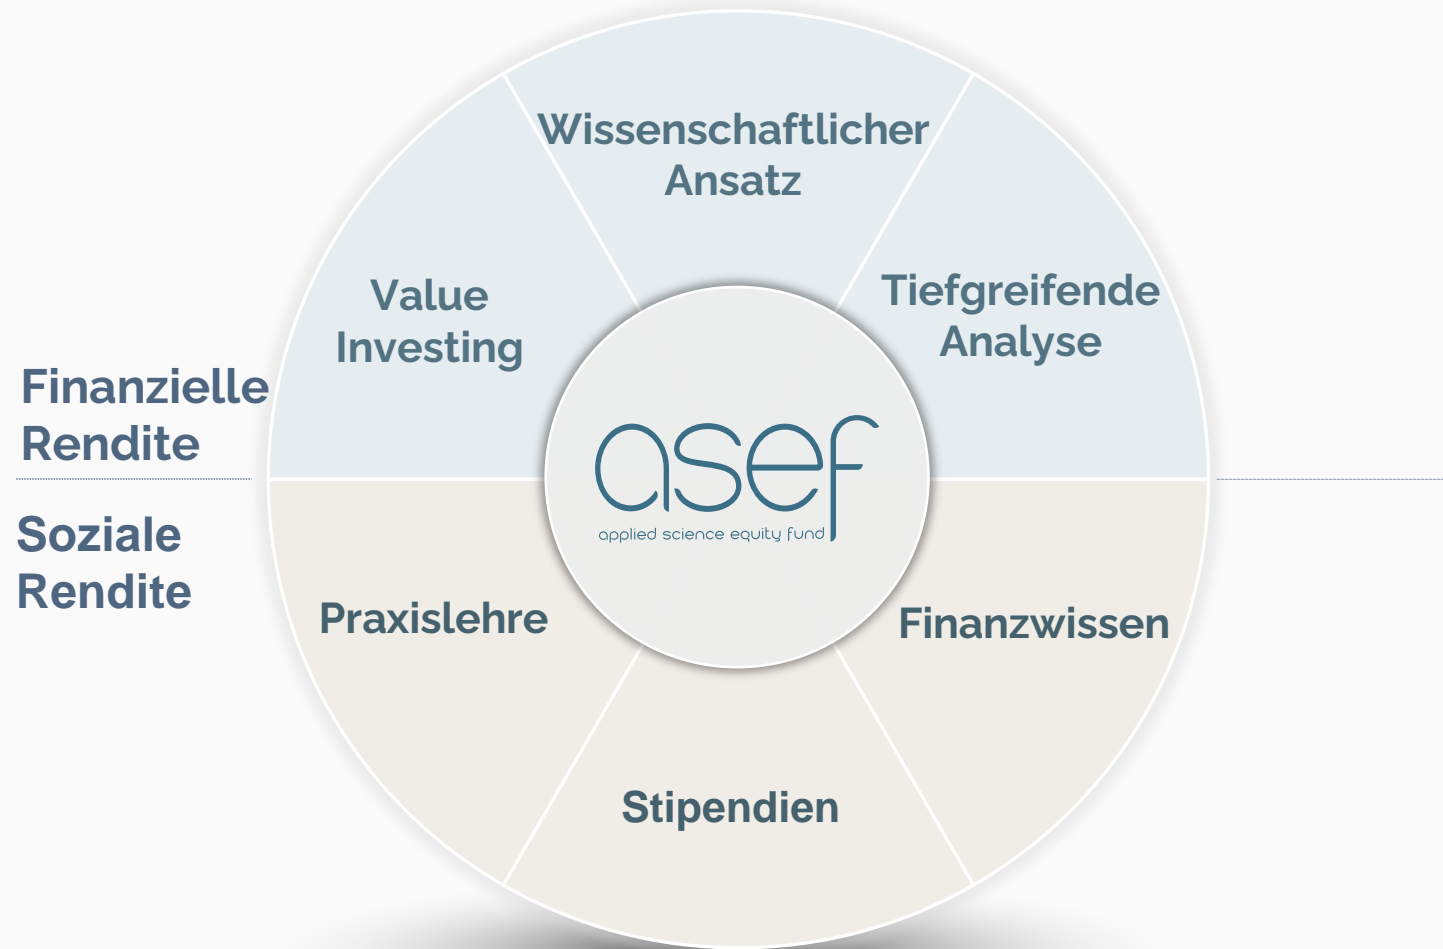 Wissenschaftlicher
Ansatz
Value
Investing
Tiefgreifende
Analyse
Finanzielle
Rendite
asef
applied science equity fund
Soziale
Rendite
Praxislehre
Finanzwissen
Stipendien